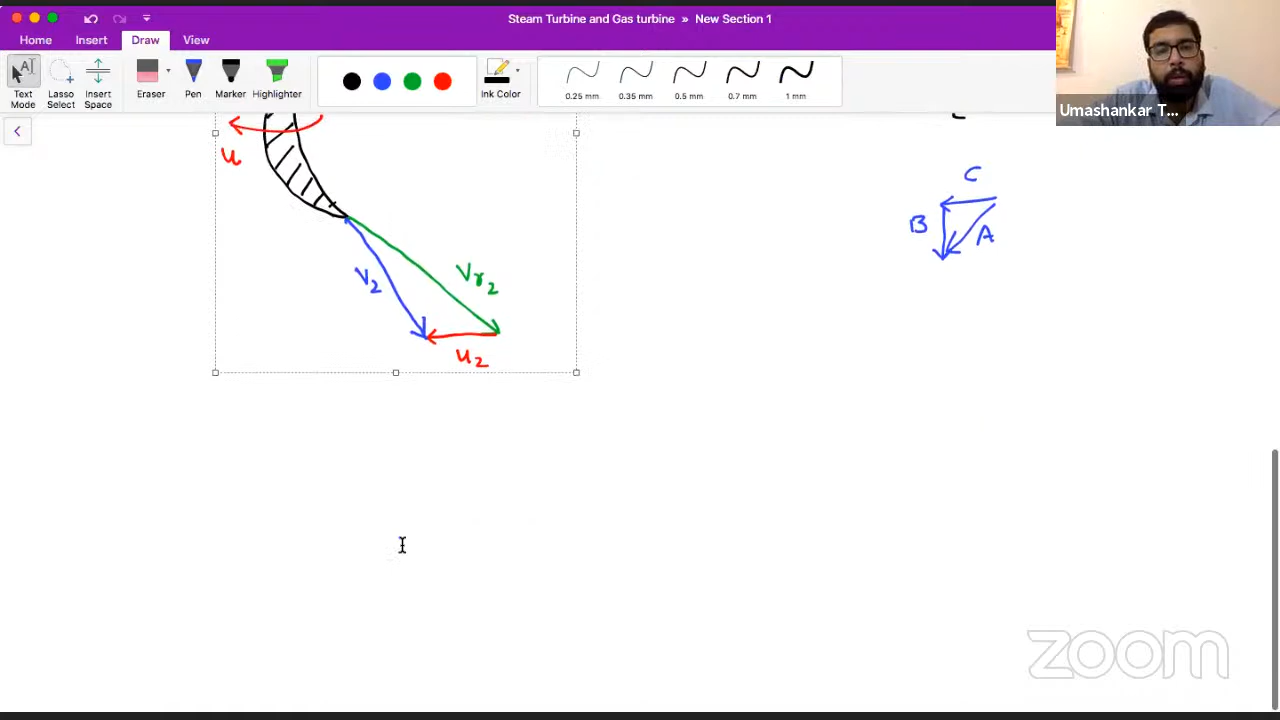 Steam Turbine and Gas turbine » New Section 1
Home Insert Draw View
Text Mode
Lasso Select
Insert Space
Eraser
Pen
Marker
Highlighter
Ink Color
0.25 mm
0.35 mm
0.5 mm
0.7 mm
1 mm
Umashankar T...
u
V2
Vr2
u2
C
B
A
zoom